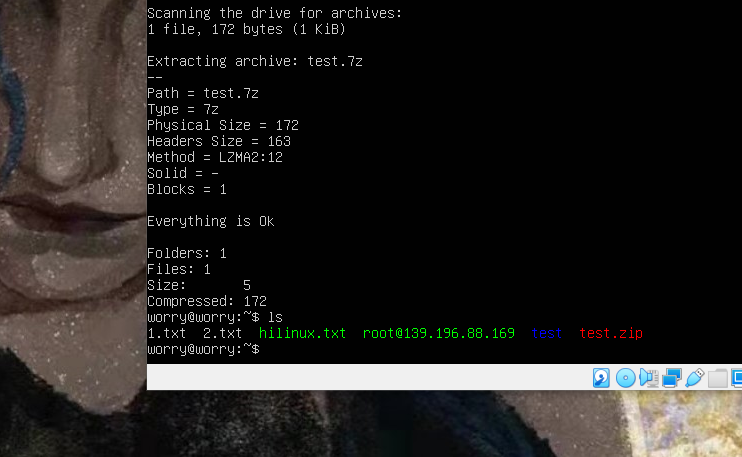 Scanning the drive for archives:
1 file, 172 bytes (1 KiB)
Extracting archive: test.7z
--
Path = test.7z
Type = 7z
Physical Size = 172
Headers Size = 163
Method = LZMA2:12
Solid = -
Blocks = 1
Everything is Ok
Folders: 1
Files: 1
Size:       5
Compressed: 172
worry@worry:~$ ls
1.txt  2.txt  hilinux.txt  root@139.196.88.169  test  test.zip
worry@worry:~$